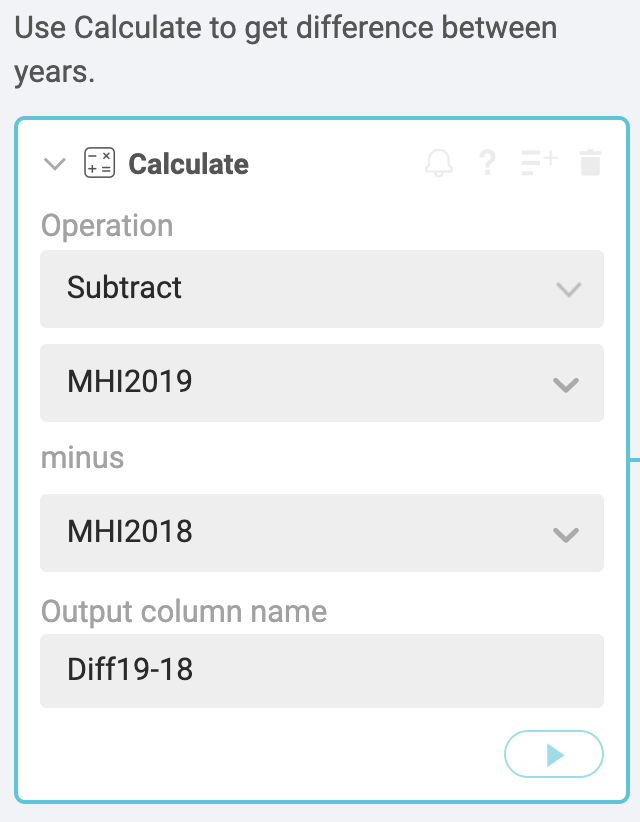 Use Calculate to get difference between
years.
Calculate
Operation
Subtract
MHI2019
minus
MHI2018
Output column name
Diff19-18